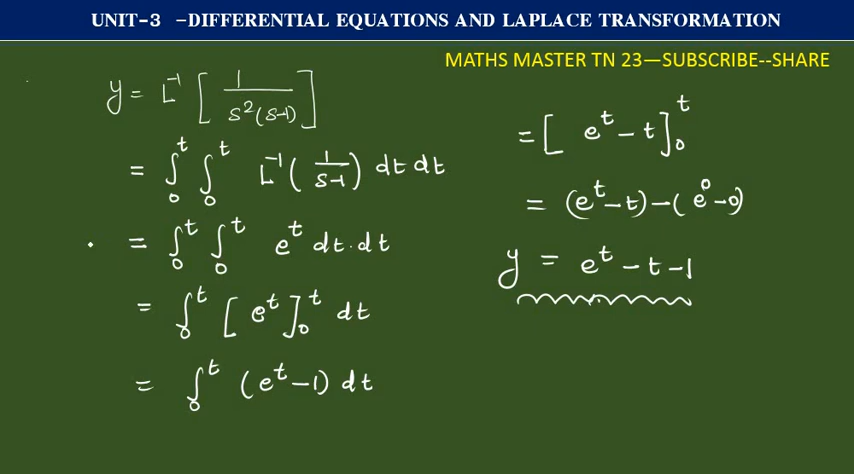 UNIT-3 –DIFFERENTIAL EQUATIONS AND LAPLACE TRANSFORMATION
MATHS MASTER TN 23—SUBSCRIBE--SHARE
y = L⁻¹ [ 1 / s²(s-1) ]
= ∫₀ᵗ ∫₀ᵗ L⁻¹ ( 1 / s-1 ) dt dt
= ∫₀ᵗ ∫₀ᵗ eᵗ dt. dt
= ∫₀ᵗ [ eᵗ ]₀ᵗ dt
= ∫₀ᵗ (eᵗ – 1) dt
= [ eᵗ – t ]₀ᵗ
= (eᵗ – t) – ( e⁰ – 0)
y = eᵗ – t – 1